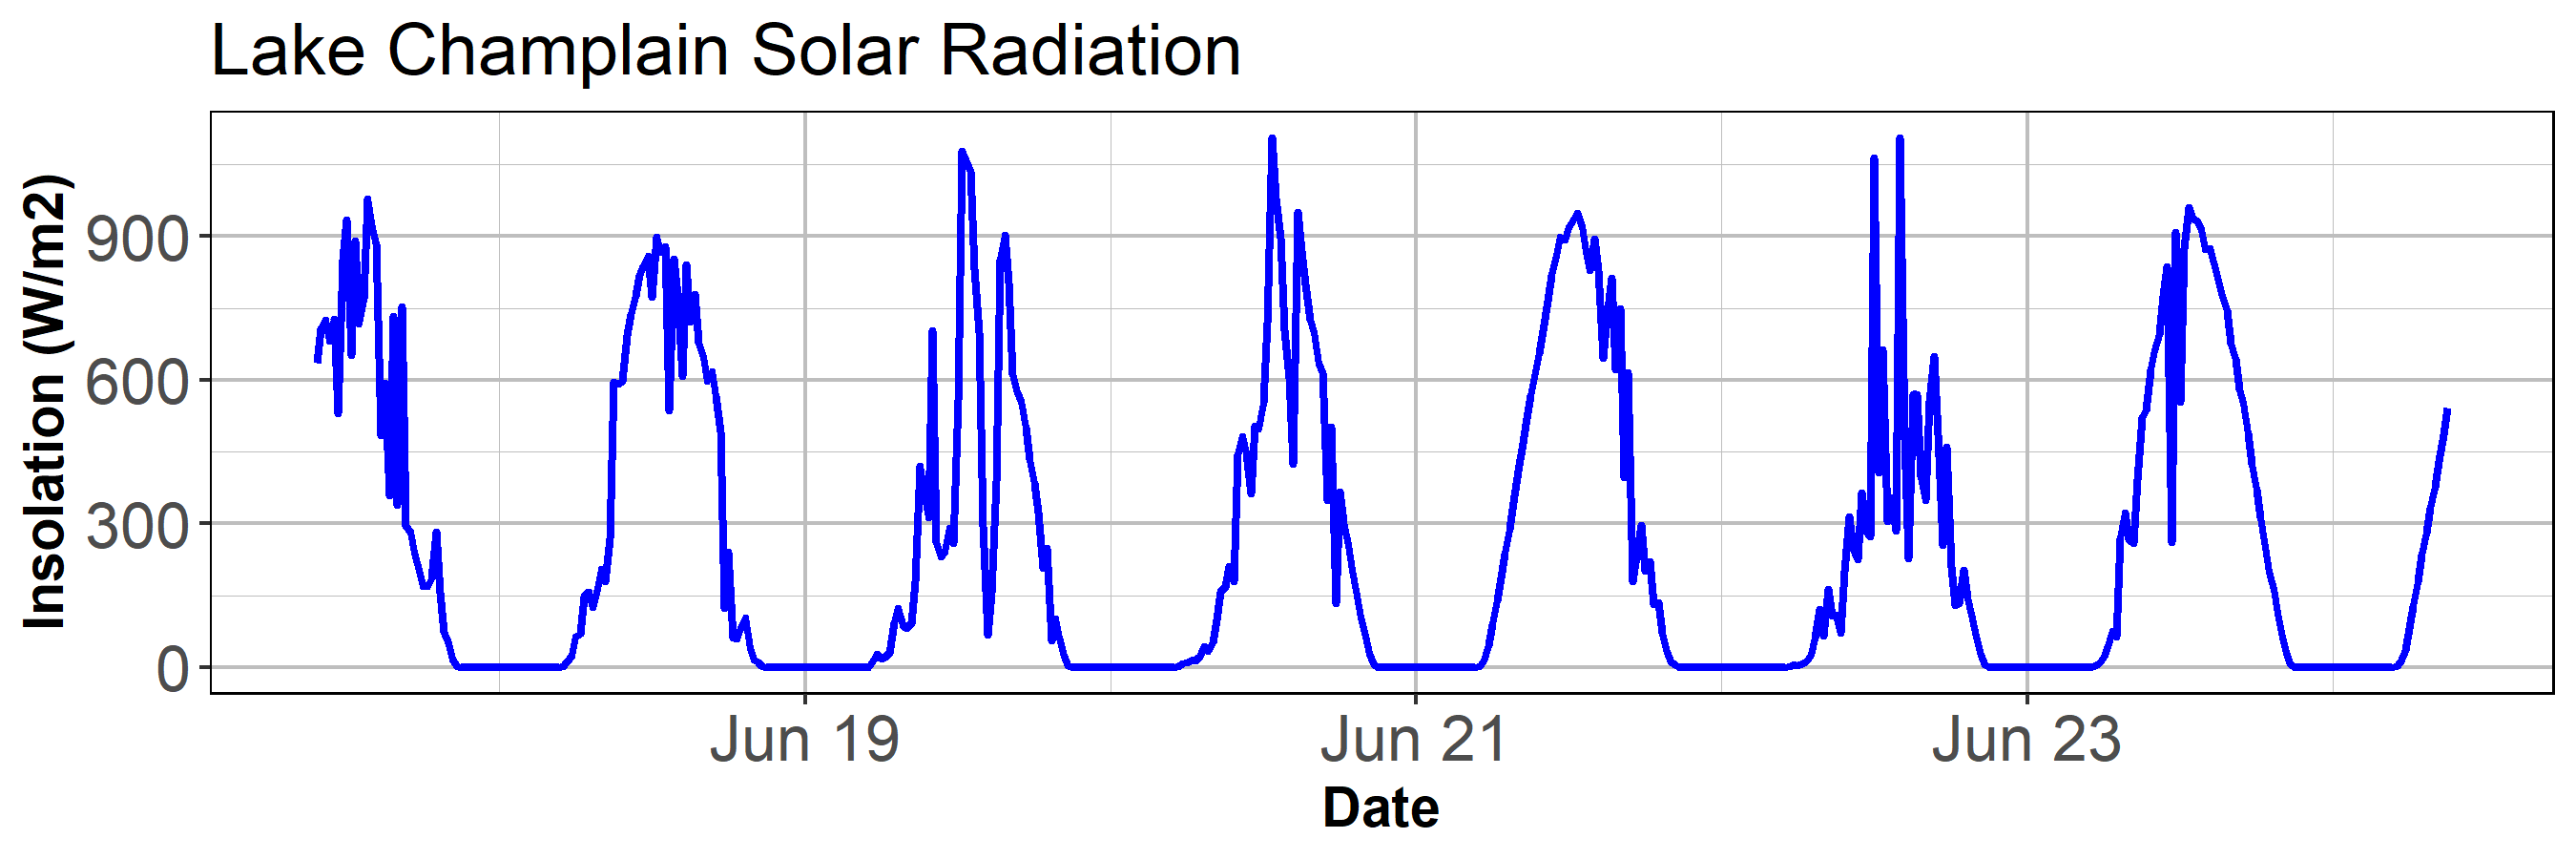 Lake Champlain Solar Radiation
Insolation (W/m2)
900
600
300
0
Jun 19
Jun 21
Jun 23
Date